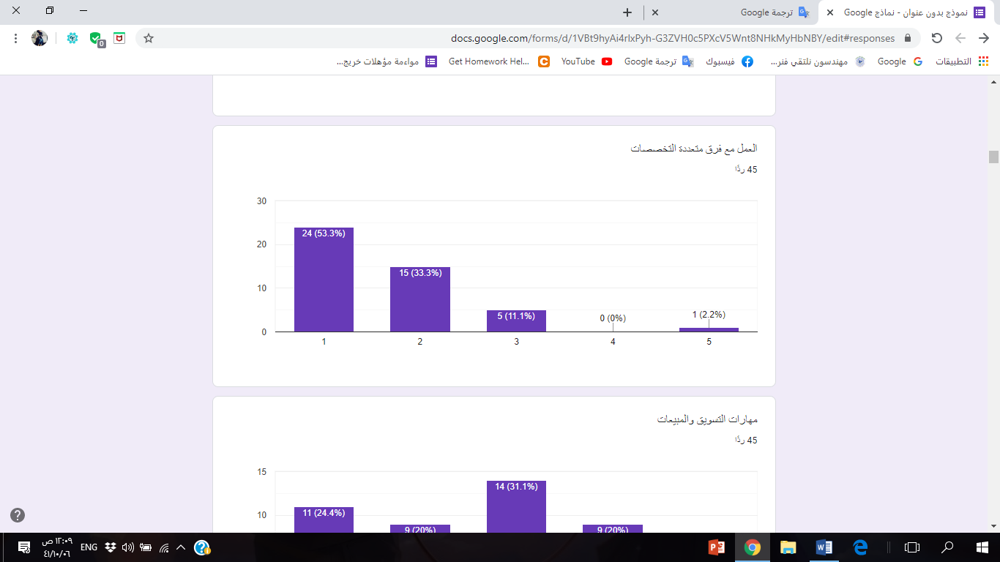 نموذج بدون عنوان - نماذج Google
ترجمة Google
docs.google.com/forms/d/1VBt9hyAi4rlxPyh-G3ZVH0c5PXcV5Wnt8NHkMyHbNBY/edit#responses
0
التطبيقات
Google
مهندسون نلتقي فنر...
فيسبوك
ترجمة Google
YouTube
Get Homework Hel...
مواءمة مؤهلات خريج...
العمل مع فرق متعددة التخصصات
45 ردًا
30
20
10
0
24 (53.3%)
15 (33.3%)
5 (11.1%)
0 (0%)
1 (2.2%)
1
2
3
4
5
مهارات التسويق والمبيعات
45 ردًا
15
10
11 (24.4%)
9 (20%)
14 (31.1%)
9 (20%)
ENG
١٢:٠٩ ص
٤١/١٠/٠٦